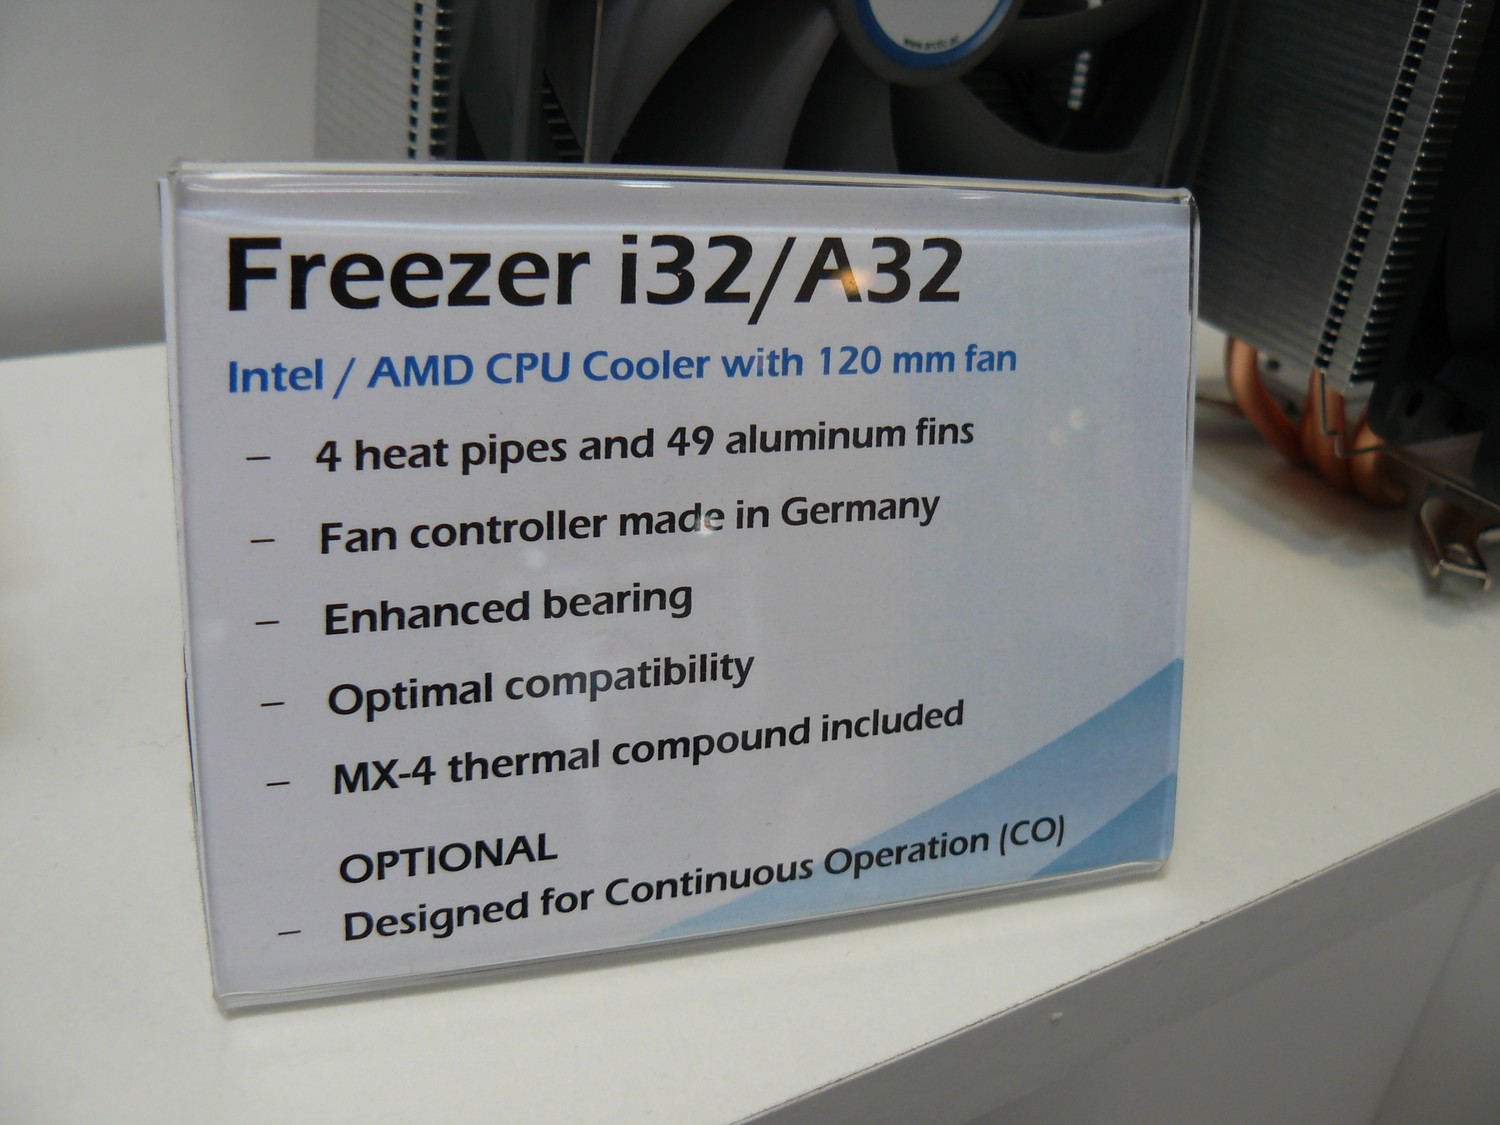 Freezer i32/A32
Intel / AMD CPU Cooler with 120 mm fan
– 4 heat pipes and 49 aluminum fins
– Fan controller made in Germany
– Enhanced bearing
– Optimal compatibility
– MX-4 thermal compound included
OPTIONAL
– Designed for Continuous Operation (CO)